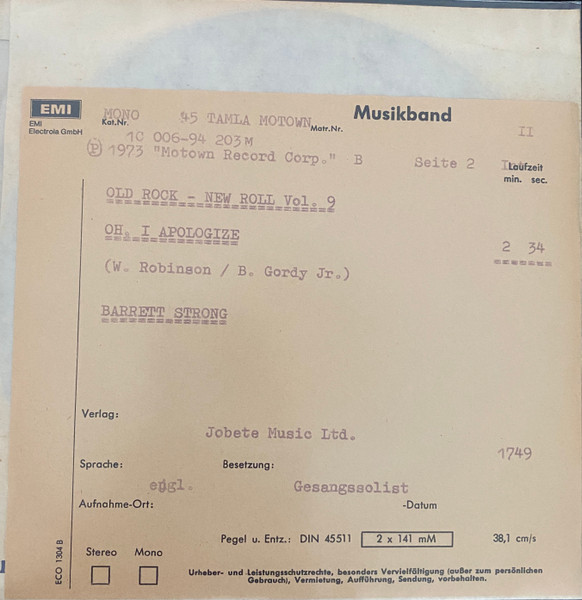 EMI
EMI
Electrola GmbH
MONO 45 TAMLA MOTOWN
Kat.Nr. Matr.Nr.
Musikband
II
1C 006-94 203 M
Ⓟ 1973 "Motown Record Corp." B Seite 2
Laufzeit
min. sec.
OLD ROCK - NEW ROLL Vol. 9
OH, I APOLOGIZE
2 34
(W. Robinson / B. Gordy Jr.)
BARRETT STRONG
Verlag:
Jobete Music Ltd.
1749
Sprache: Besetzung:
engl. Gesangssolist
Aufnahme-Ort: -Datum
Pegel u. Entz.: DIN 45511 2 x 141 mM 38,1 cm/s
Stereo Mono
ECO 1304 B
Urheber- und Leistungsschutzrechte, besonders Vervielfältigung (außer zum persönlichen
Gebrauch), Vermietung, Aufführung, Sendung, vorbehalten.